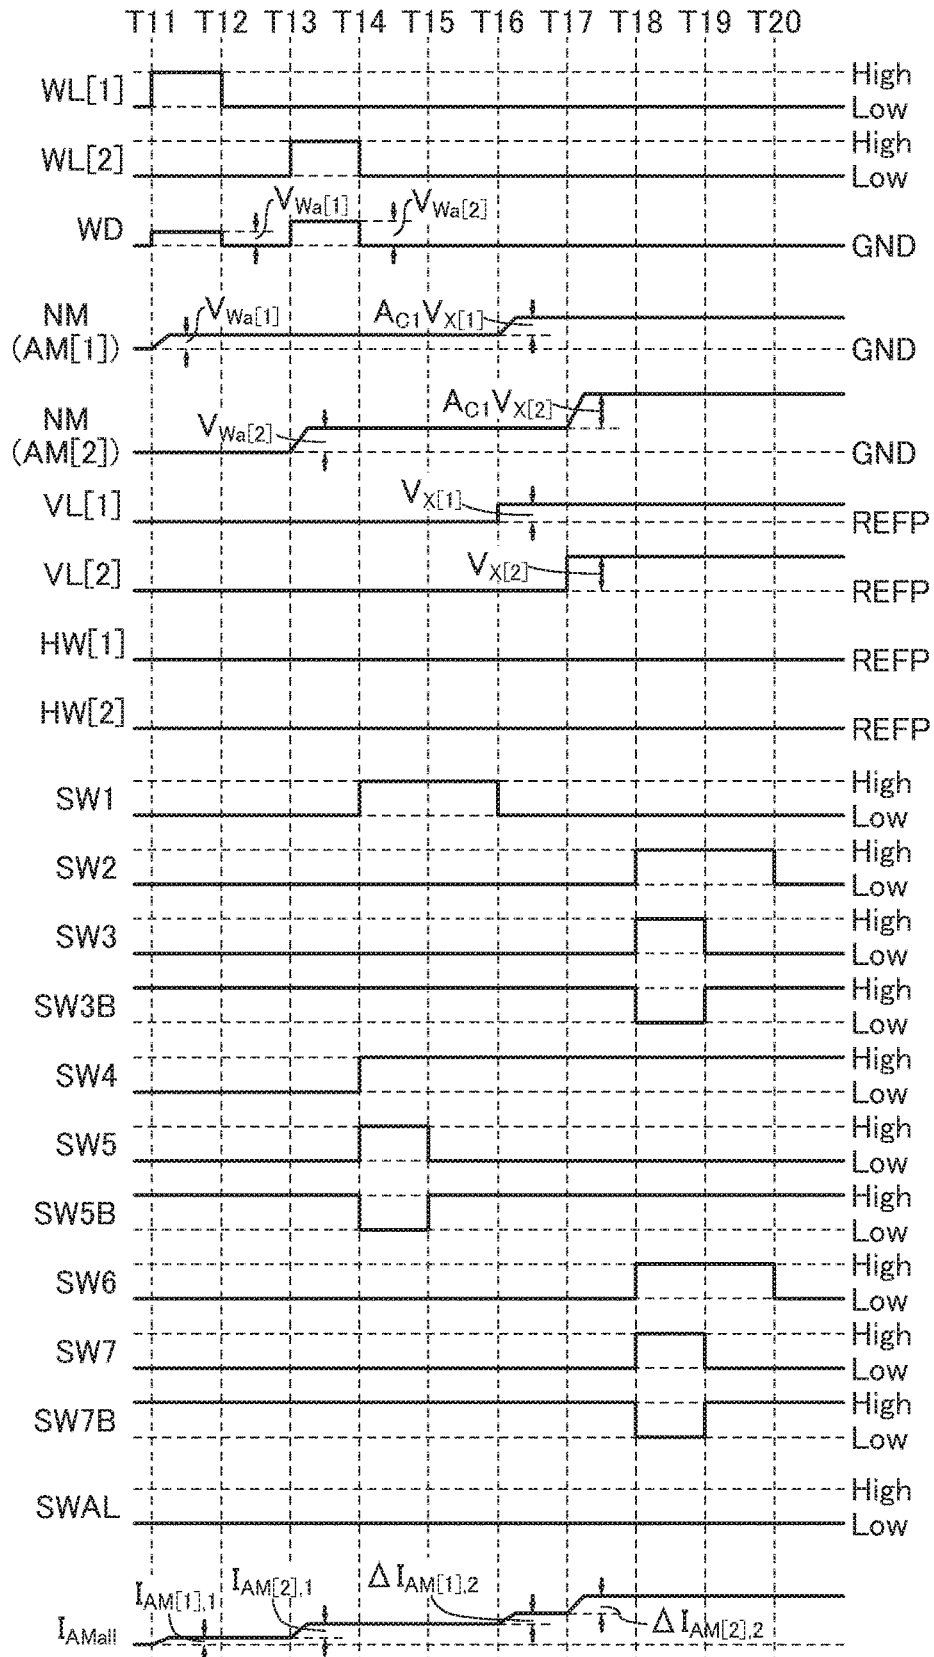 T11 T12 T13 T14 T15 T16 T17 T18 T19 T20
WL[1] High
Low
WL[2] High
Low
WD VWa[1] VWa[2] GND
NM
(AM[1]) VWa[1] AC1VX[1] GND
NM
(AM[2]) VWa[2] AC1VX[2] GND
VL[1] VX[1] REFP
VL[2] VX[2] REFP
HW[1] REFP
HW[2] REFP
SW1 High
Low
SW2 High
Low
SW3 High
Low
SW3B High
Low
SW4 High
Low
SW5 High
Low
SW5B High
Low
SW6 High
Low
SW7 High
Low
SW7B High
Low
SWAL High
Low
IAMall IAM[1],1 IAM[2],1 Δ IAM[1],2 Δ IAM[2],2